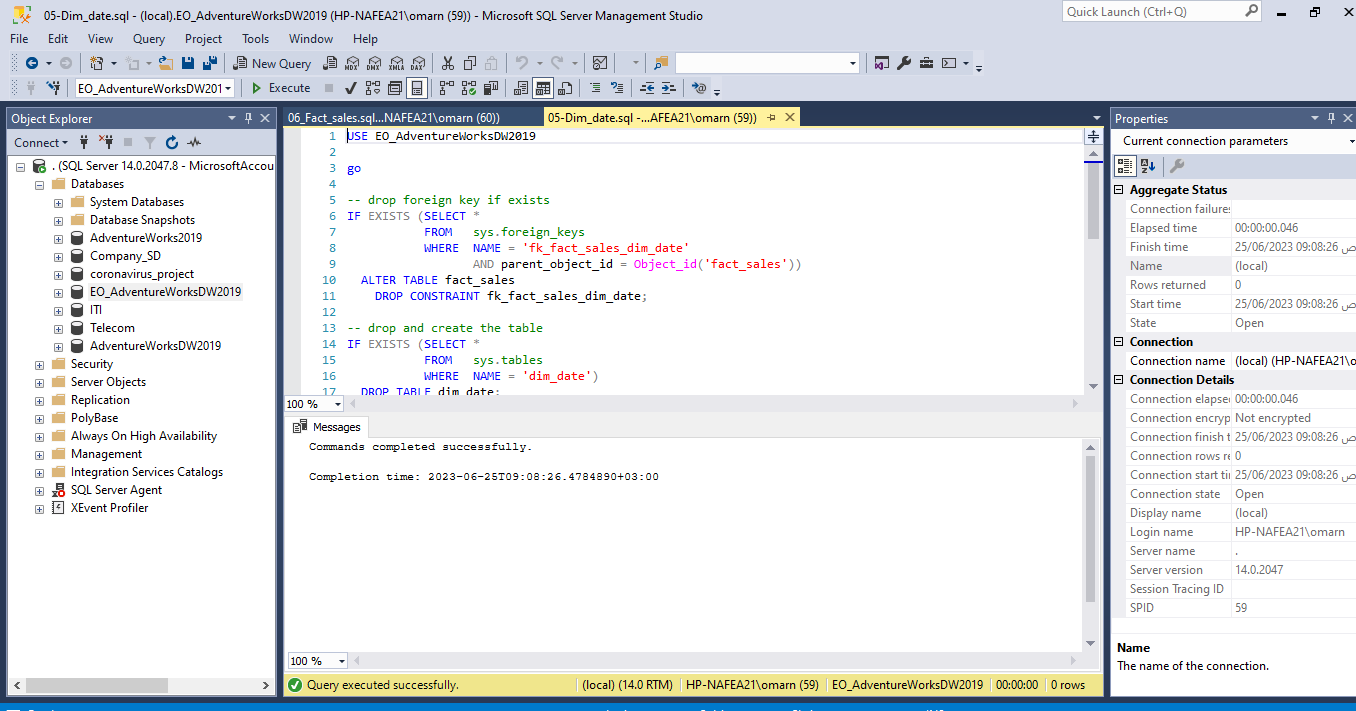 05-Dim_date.sql - (local).EO_AdventureWorksDW2019 (HP-NAFEA21\omarn (59)) - Microsoft SQL Server Management Studio
Quick Launch (Ctrl+Q)
File Edit View Query Project Tools Window Help
New Query MDX DMX XMLA DAX
EO_AdventureWorksDW201 Execute
Object Explorer
Connect
. (SQL Server 14.0.2047.8 - MicrosoftAccou
Databases
System Databases
Database Snapshots
AdventureWorks2019
Company_SD
coronavirus_project
EO_AdventureWorksDW2019
ITI
Telecom
AdventureWorksDW2019
Security
Server Objects
Replication
PolyBase
Always On High Availability
Management
Integration Services Catalogs
SQL Server Agent
XEvent Profiler
06_Fact_sales.sql...NAFEA21\omarn (60)) 05-Dim_date.sql -...AFEA21\omarn (59))
1 USE EO_AdventureWorksDW2019
2
3 go
4
5 -- drop foreign key if exists
6 IF EXISTS (SELECT *
7 FROM sys.foreign_keys
8 WHERE NAME = 'fk_fact_sales_dim_date'
9 AND parent_object_id = Object_id('fact_sales'))
10 ALTER TABLE fact_sales
11 DROP CONSTRAINT fk_fact_sales_dim_date;
12
13 -- drop and create the table
14 IF EXISTS (SELECT *
15 FROM sys.tables
16 WHERE NAME = 'dim_date')
17 DROP TABLE dim_date;
100 %
Messages
Commands completed successfully.
Completion time: 2023-06-25T09:08:26.4784890+03:00
100 %
Query executed successfully. (local) (14.0 RTM) HP-NAFEA21\omarn (59) EO_AdventureWorksDW2019 00:00:00 0 rows
Properties
Current connection parameters
Aggregate Status
Connection failures
Elapsed time 00:00:00.046
Finish time 25/06/2023 09:08:26 ص
Name (local)
Rows returned 0
Start time 25/06/2023 09:08:26 ص
State Open
Connection
Connection name (local) (HP-NAFEA21\o
Connection Details
Connection elapse 00:00:00.046
Connection encryp Not encrypted
Connection finish t 25/06/2023 09:08:26 ص
Connection rows re 0
Connection start ti 25/06/2023 09:08:26 ص
Connection state Open
Display name (local)
Login name HP-NAFEA21\omarn
Server name .
Server version 14.0.2047
Session Tracing ID
SPID 59
Name
The name of the connection.